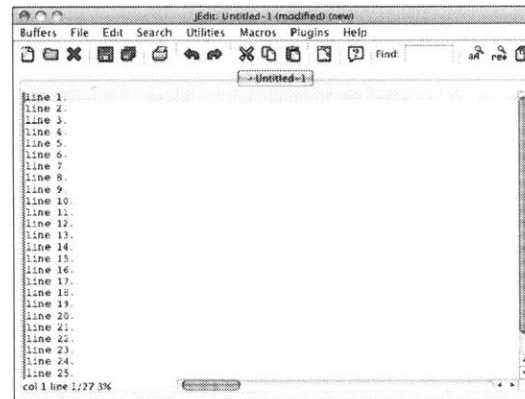 jEdit: Untitled-1 (modified) (new)
Buffers File Edit Search Utilities Macros Plugins Help
Find:
Untitled-1
line 1.
line 2.
line 3.
line 4.
line 5.
line 6.
line 7
line 8.
line 9.
line 10.
line 11.
line 12.
line 13.
line 14.
line 15.
line 16.
line 17.
line 18.
line 19.
line 20.
line 21.
line 22.
line 23.
line 24.
line 25.
col 1 line 1/27 3%